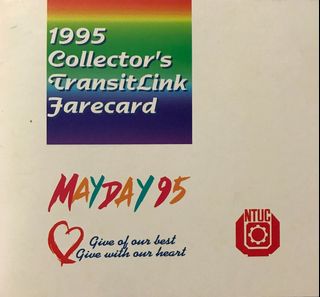 1995
Collector's
TransitLink
Farecard
MAYDAY 95
Give of our best
Give with our heart
NTUC